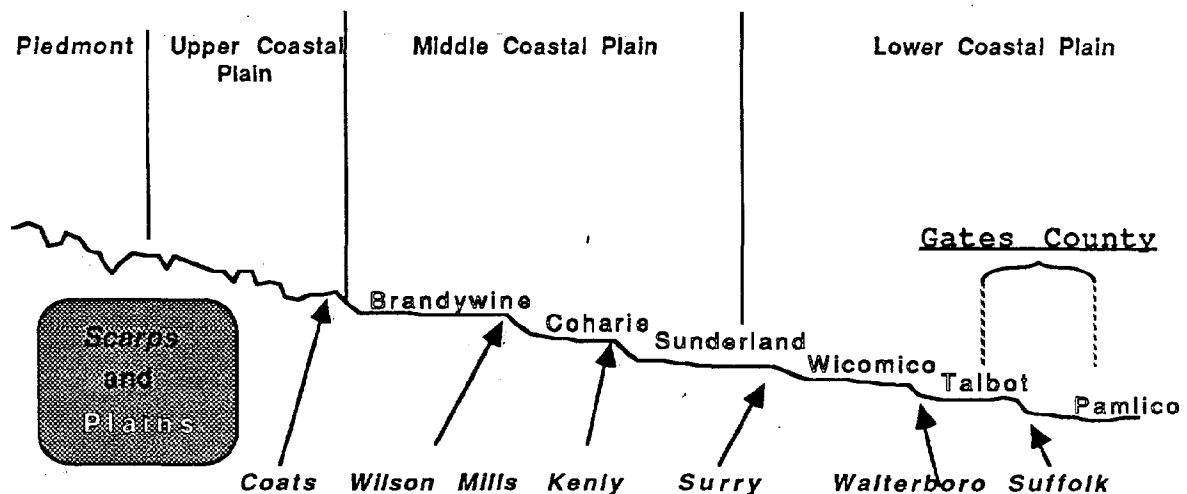 Piedmont
Upper Coastal
Plain
Middle Coastal Plain
Lower Coastal Plain
Gates County
Brandywine
Coharie
Sunderland
Wicomico
Talbot
Pamlico
Scarps
and
Plains
Coats
Wilson Mills
Kenly
Surry
Walterboro
Suffolk